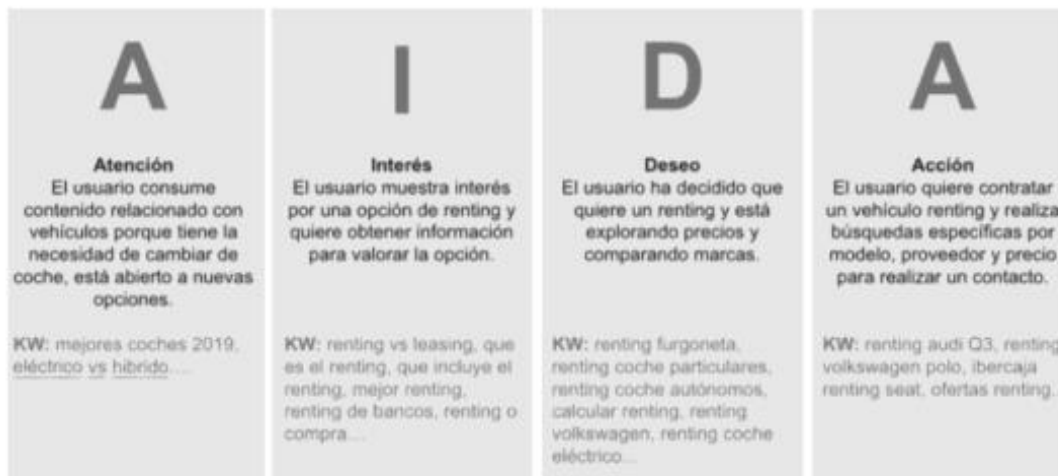 A
Atención
El usuario consume
contenido relacionado con
vehículos porque tiene la
necesidad de cambiar de
coche, está abierto a nuevas
opciones.
KW: mejores coches 2019,
eléctrico vs hibrido....
I
Interés
El usuario muestra interés
por una opción de renting y
quiere obtener información
para valorar la opción.
KW: renting vs leasing, que
es el renting, que incluye el
renting, mejor renting,
renting de bancos, renting o
compra....
D
Deseo
El usuario ha decidido que
quiere un renting y está
explorando precios y
comparando marcas.
KW: renting furgoneta,
renting coche particulares,
renting coche autónomos,
calcular renting, renting
volkswagen, renting coche
eléctrico...
A
Acción
El usuario quiere contratar
un vehículo renting y realiza
búsquedas específicas por
modelo, proveedor y precio
para realizar un contacto.
KW: renting audi Q3, renting
volkswagen polo, ibercaja
renting seat, ofertas renting...